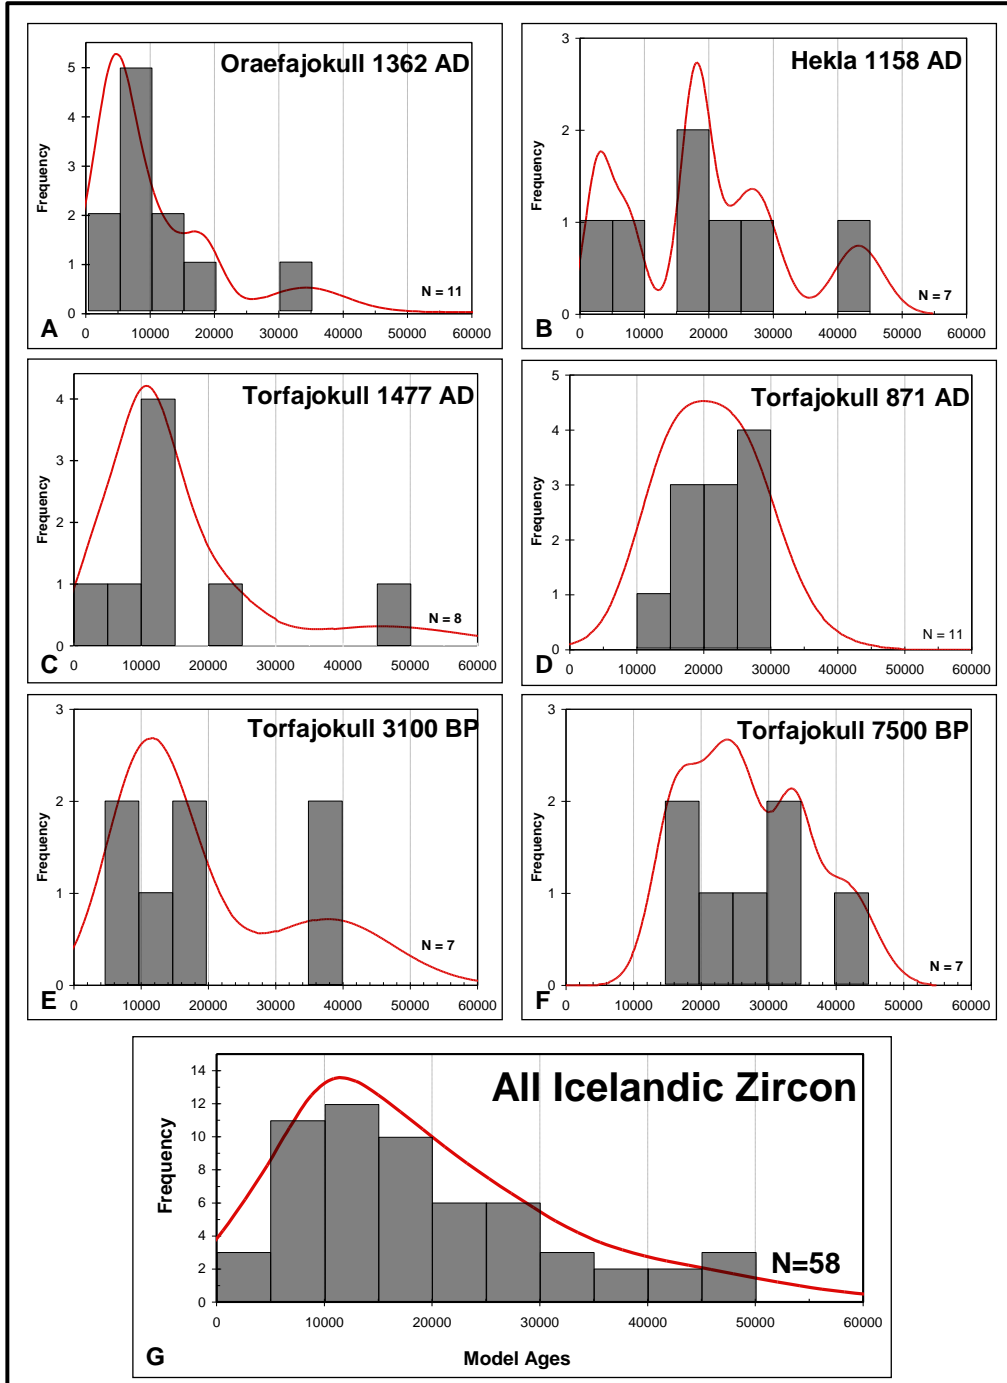 Oraefajokull 1362 AD
Frequency
5
4
3
2
1
0
N = 11
A
0 10000 20000 30000 40000 50000 60000
Hekla 1158 AD
Frequency
3
2
1
0
N = 7
B
0 10000 20000 30000 40000 50000 60000
Torfajokull 1477 AD
Frequency
4
3
2
1
0
N = 8
C
0 10000 20000 30000 40000 50000 60000
Torfajokull 871 AD
Frequency
5
4
3
2
1
0
N = 11
D
0 10000 20000 30000 40000 50000 60000
Torfajokull 3100 BP
Frequency
3
2
1
0
N = 7
E
0 10000 20000 30000 40000 50000 60000
Torfajokull 7500 BP
Frequency
3
2
1
0
N = 7
F
0 10000 20000 30000 40000 50000 60000
All Icelandic Zircon
Frequency
14
12
10
8
6
4
2
0
N=58
0 10000 20000 30000 40000 50000 60000
G
Model Ages